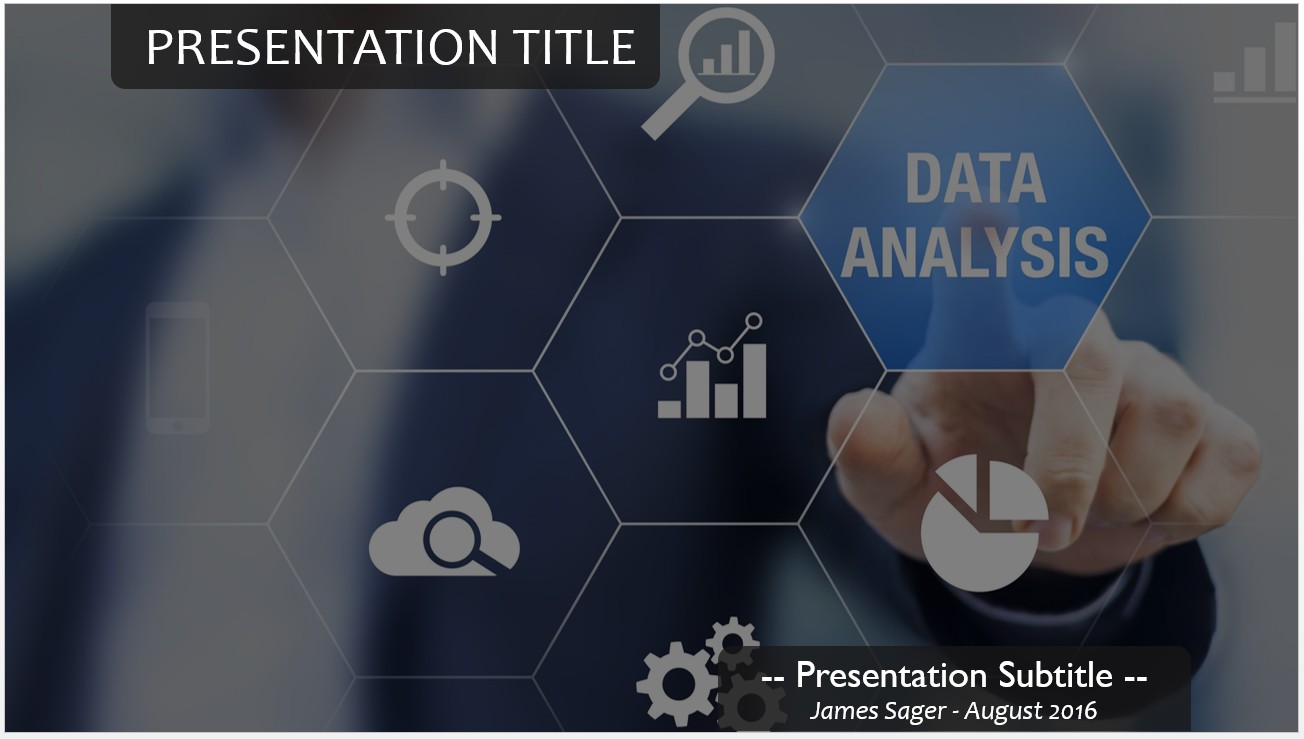 PRESENTATION TITLE
DATA
ANALYSIS
-- Presentation Subtitle --
James Sager - August 2016